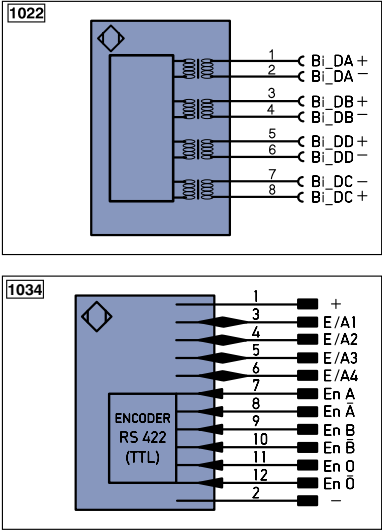 1022
1 Bi_DA+
2 Bi_DA−
3 Bi_DB+
4 Bi_DB−
5 Bi_DD+
6 Bi_DD−
7 Bi_DC−
8 Bi_DC+
1034
1 +
3 E/A1
4 E/A2
5 E/A3
6 E/A4
7 En A
8 En Ā
9 En B
10 En B̄
11 En 0
12 En 0̄
2 −
ENCODER
RS 422
(TTL)